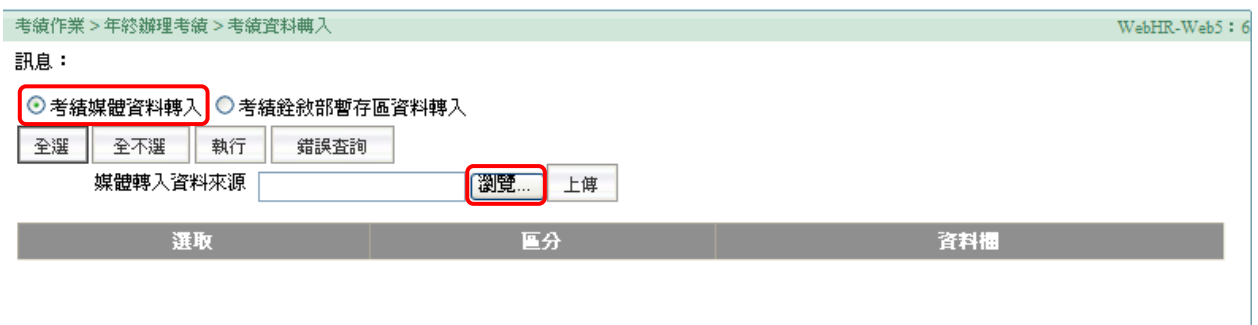 考績作業 > 年終辦理考績 > 考績資料轉入 WebHR-Web5：6
訊息：
考績媒體資料轉入 考績銓敘部暫存區資料轉入
全選 全不選 執行 錯誤查詢
媒體轉入資料來源 瀏覽... 上傳
選取 區分 資料欄